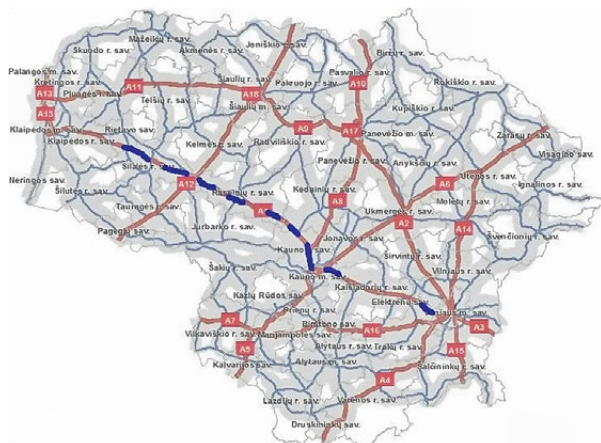 Joniškio r. sav.
Mažeikių r. sav.
Akmenės r. sav.
Skuodo r. sav.
Biržų r. sav.
Pasvalio r. sav.
Palangos m. sav.
Kretingos r. sav.
Šiaulių r. sav.
Pakruojo r. sav.
Rokiškio r. sav.
A13
Plungės r. sav.
A11
A18
A10
Telšių r. sav.
Šiaulių m. sav.
Kupiškio r. sav.
A13
Klaipėdos m. sav.
Rietavo sav.
A9
A17
Panevėžio m. sav.
Zarasų r. sav.
Klaipėdos r. sav.
Kelmės r. sav.
Radviliškio r. sav.
Visagino sav.
Panevėžio r. sav.
Anykščių r. sav.
Šilalės r. sav.
Utenos r. sav.
Neringos sav.
A12
Raseinių r. sav.
Kėdainių r. sav.
A6
Ignalinos r. sav.
Šilutės r. sav.
Molėtų r. sav.
Tauragės r. sav.
A8
Ukmergės r. sav.
A2
A14
Pagėgių sav.
Jurbarko r. sav.
Jonavos r. sav.
Švenčionių r. sav.
Kauno r. sav.
Širvintų r. sav.
Šakių r. sav.
Kauno m. sav.
Vilniaus r. sav.
Kaišiadorių r. sav.
Kazlų Rūdos sav.
Elektrėnų sav.
Prienų r. sav.
A7
Birštono sav.
A16
A3
Vilkaviškio r. sav.
Marijampolės sav.
Alytaus r. sav.
Trakų r. sav.
A5
A15
Kalvarijos sav.
Alytaus m. sav.
Šalčininkų r. sav.
A4
Lazdijų r. sav.
Varėnos r. sav.
Druskininkų sav.